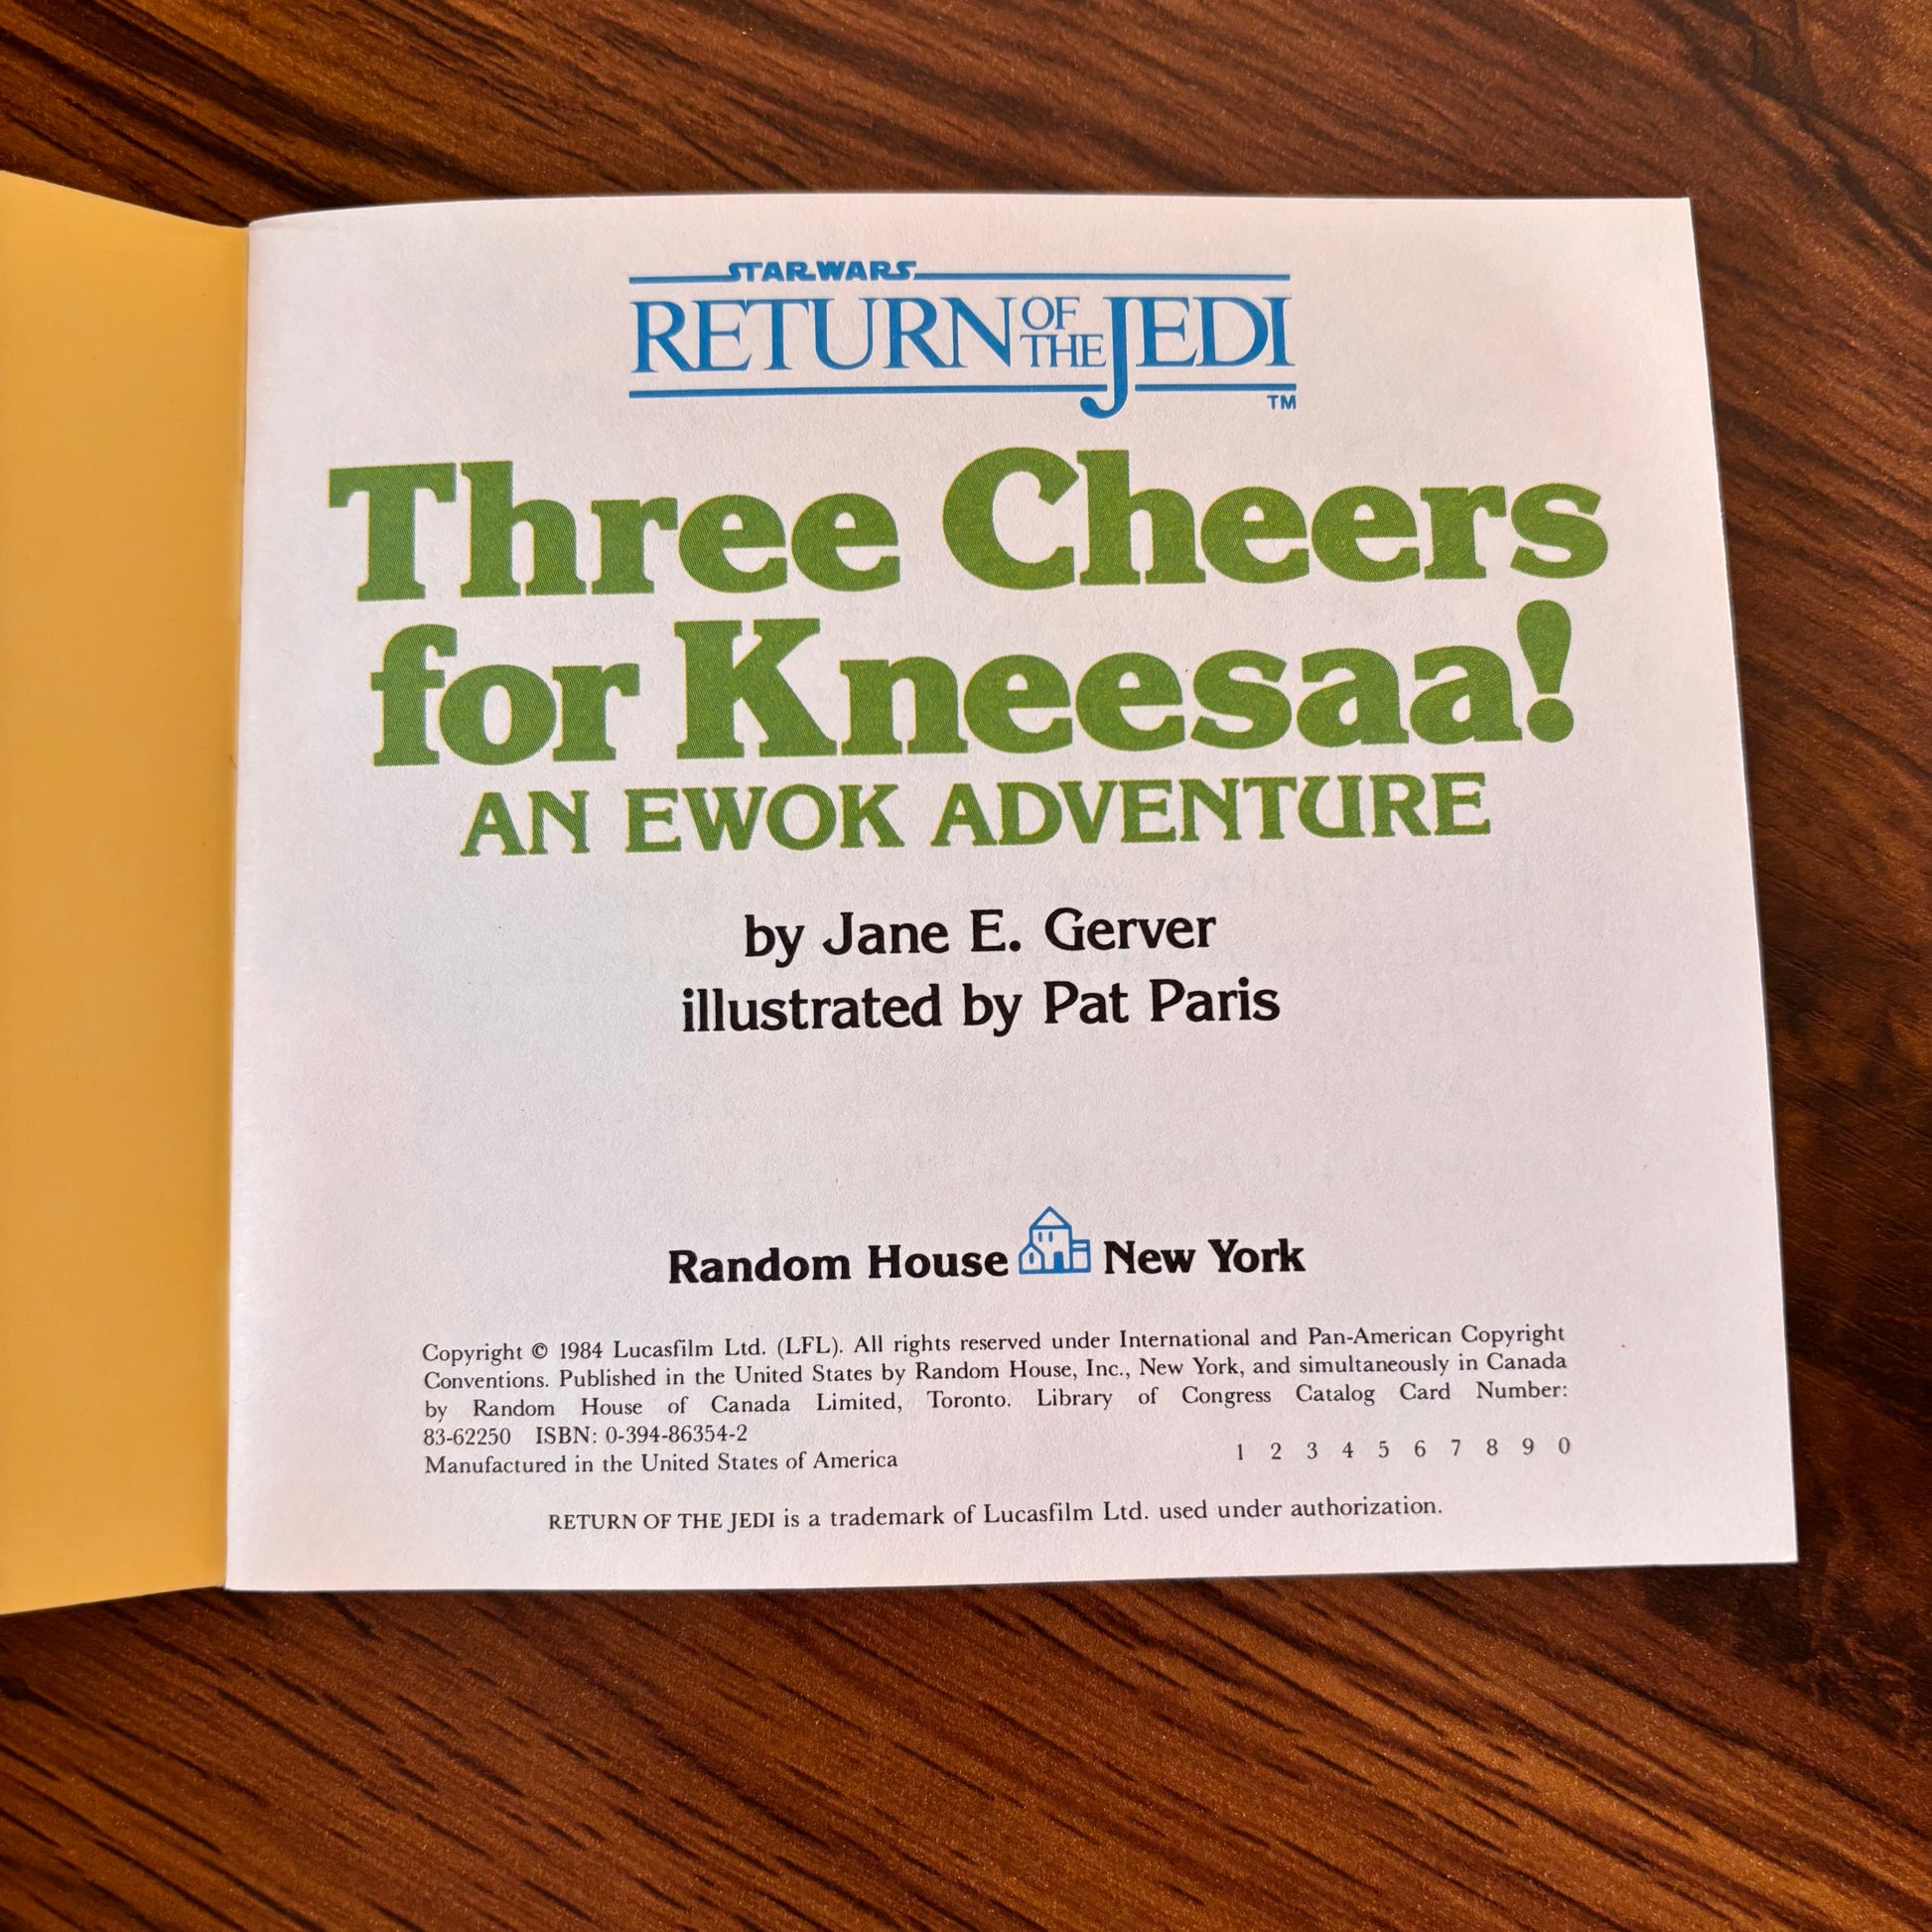 STAR WARS
RETURN OF THE JEDI
TM
Three Cheers
for Kneesaa!
AN EWOK ADVENTURE
by Jane E. Gerver
illustrated by Pat Paris
Random House New York
Copyright © 1984 Lucasfilm Ltd. (LFL). All rights reserved under International and Pan-American Copyright
Conventions. Published in the United States by Random House, Inc., New York, and simultaneously in Canada
by Random House of Canada Limited, Toronto. Library of Congress Catalog Card Number:
83-62250 ISBN: 0-394-86354-2
Manufactured in the United States of America 1 2 3 4 5 6 7 8 9 0
RETURN OF THE JEDI is a trademark of Lucasfilm Ltd. used under authorization.